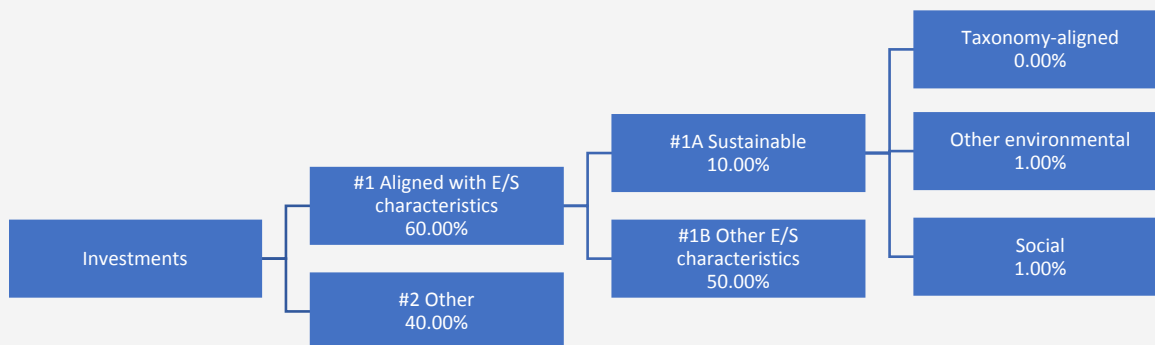 Investments
#1 Aligned with E/S
characteristics
60.00%
#2 Other
40.00%
#1A Sustainable
10.00%
#1B Other E/S
characteristics
50.00%
Taxonomy-aligned
0.00%
Other environmental
1.00%
Social
1.00%